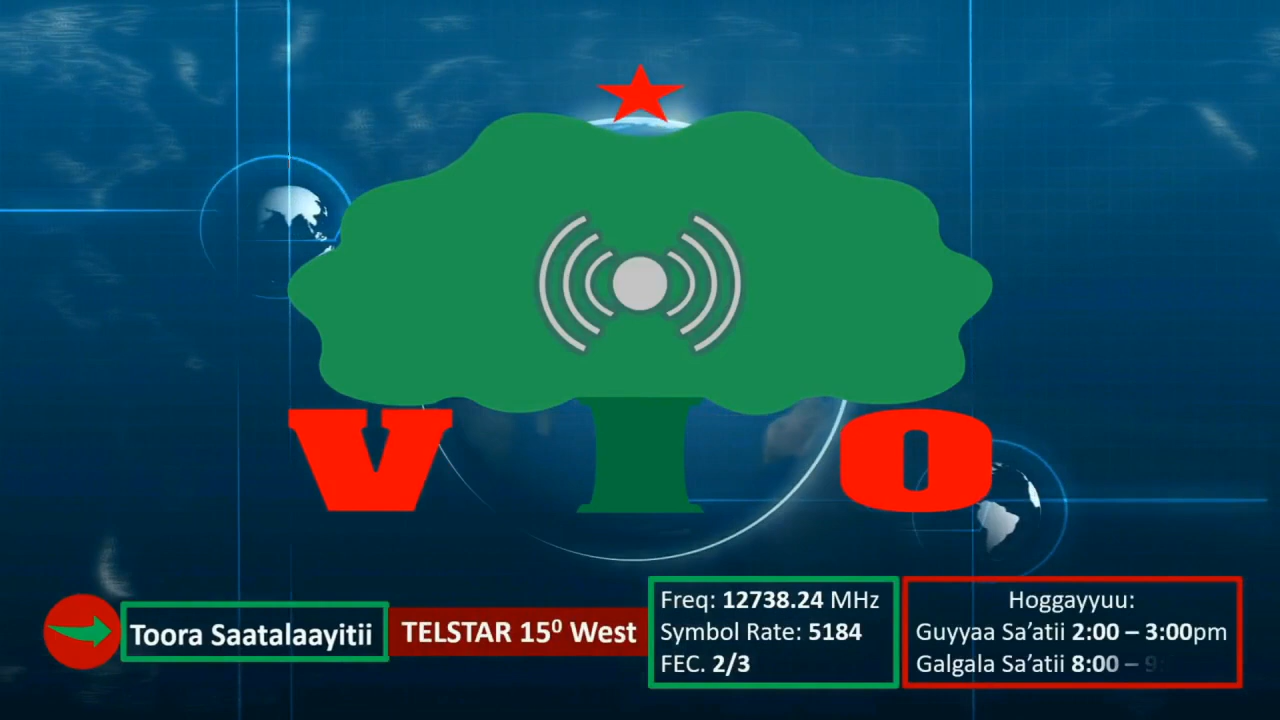 V O
Toora Saatalaayitii
TELSTAR 15⁰ West
Freq: 12738.24 MHz
Symbol Rate: 5184
FEC. 2/3
Hoggayyuu:
Guyyaa Sa’atii 2:00 – 3:00pm
Galgala Sa’atii 8:00 – 9: